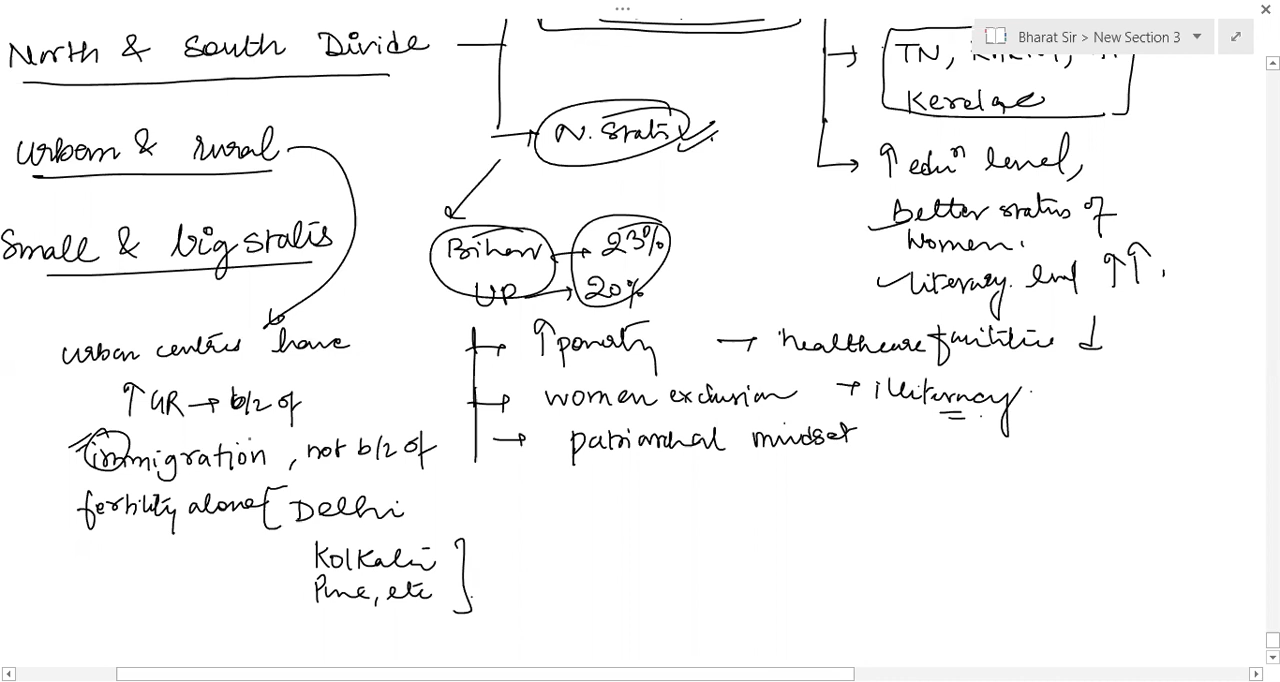 Bharat Sir > New Section 3
North & South Divide
N. States
TN,
Kerelae
urban & rural
↑ eduⁿ level,
Better status of
women.
literacy level ↑↑.
Small & big states
Bihar → 23%
UP → 20%
↑ poverty → healthcare facilities ↓
women exclusion → illiteracy.
patriarchal mindset
urban centres have
↑ GR → b/z of
immigration, not b/z of
fertility alone [Delhi
Kolkata
Pune, etc]